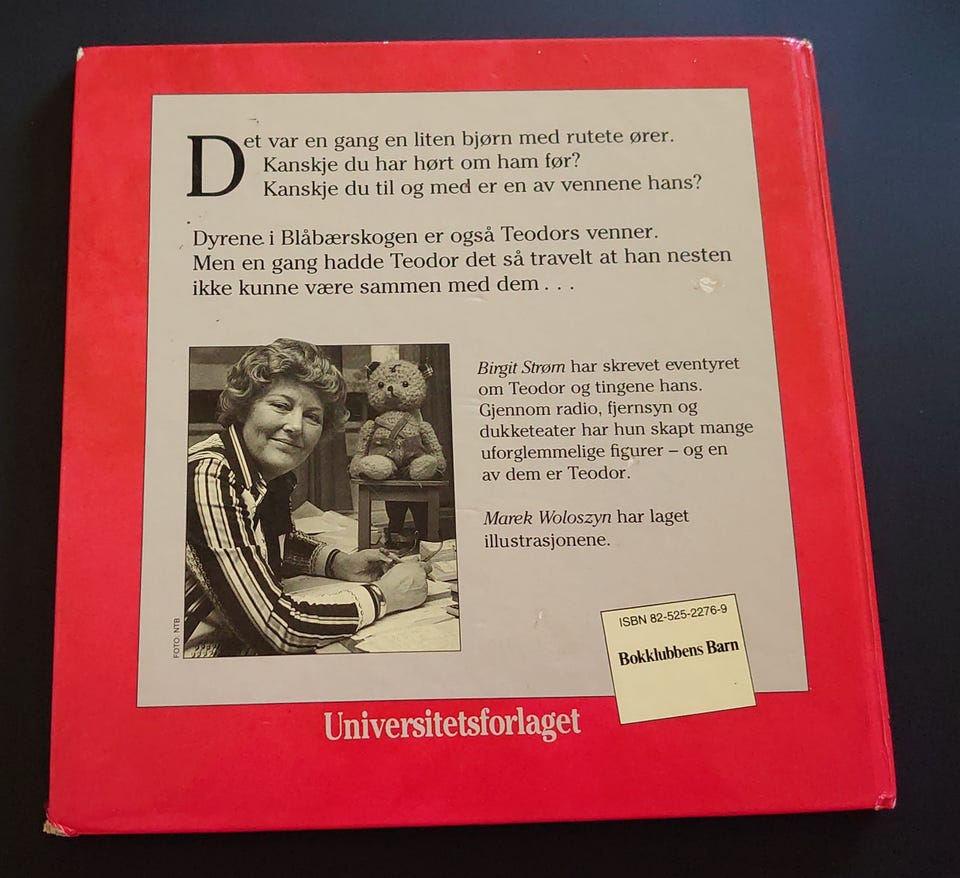 Det var en gang en liten bjørn med rutete ører.
Kanskje du har hørt om ham før?
Kanskje du til og med er en av vennene hans?
Dyrene i Blåbærskogen er også Teodors venner.
Men en gang hadde Teodor det så travelt at han nesten
ikke kunne være sammen med dem . . .
Birgit Strøm har skrevet eventyret
om Teodor og tingene hans.
Gjennom radio, fjernsyn og
dukketeater har hun skapt mange
uforglemmelige figurer – og en
av dem er Teodor.
Marek Woloszyn har laget
illustrasjonene.
FOTO: NTB
ISBN 82-525-2276-9
Bokklubbens Barn
Universitetsforlaget